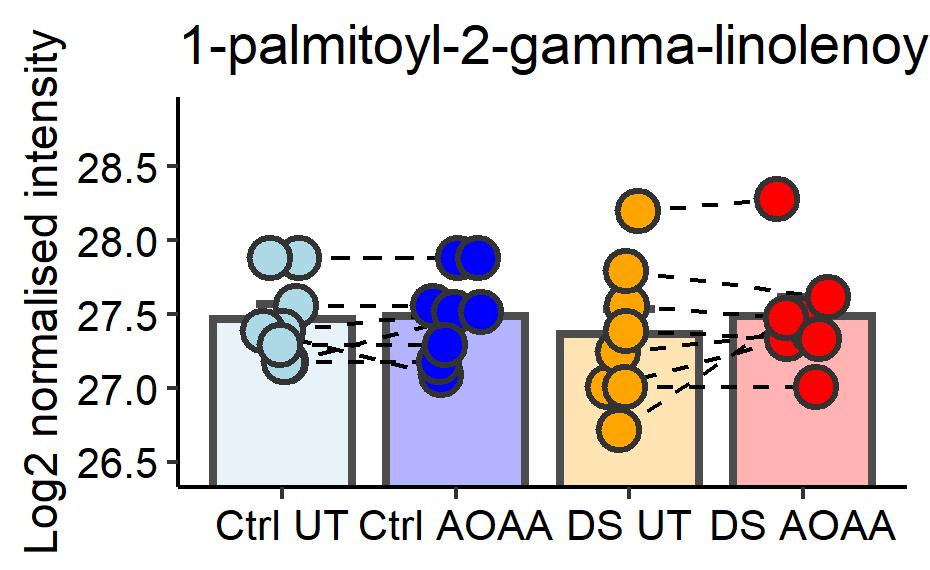 1-palmitoyl-2-gamma-linolenoy
Log2 normalised intensity
28.5
28.0
27.5
27.0
26.5
Ctrl UT Ctrl AOAA DS UT DS AOAA